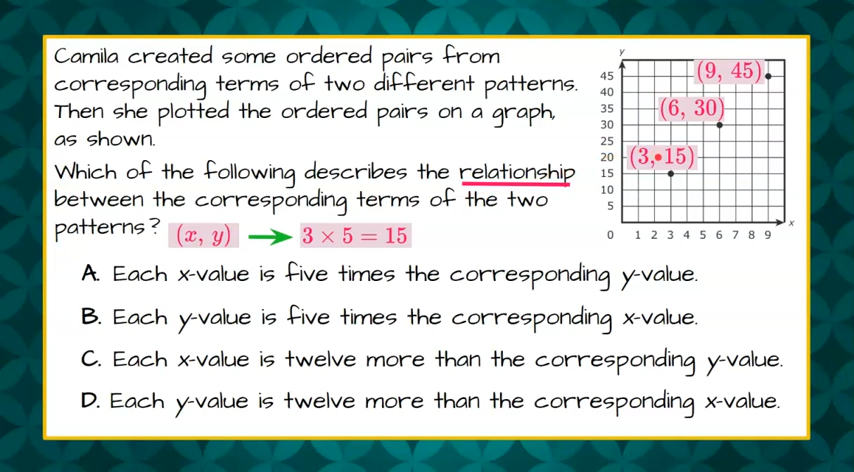 Camila created some ordered pairs from
corresponding terms of two different patterns.
Then she plotted the ordered pairs on a graph,
as shown.
Which of the following describes the relationship
between the corresponding terms of the two
patterns? (x, y) → 3 × 5 = 15
A. Each x-value is five times the corresponding y-value.
B. Each y-value is five times the corresponding x-value.
C. Each x-value is twelve more than the corresponding y-value.
D. Each y-value is twelve more than the corresponding x-value.
y
45 (9, 45)
40
35 (6, 30)
30
25
20 (3, 15)
15
10
5
x
0 1 2 3 4 5 6 7 8 9